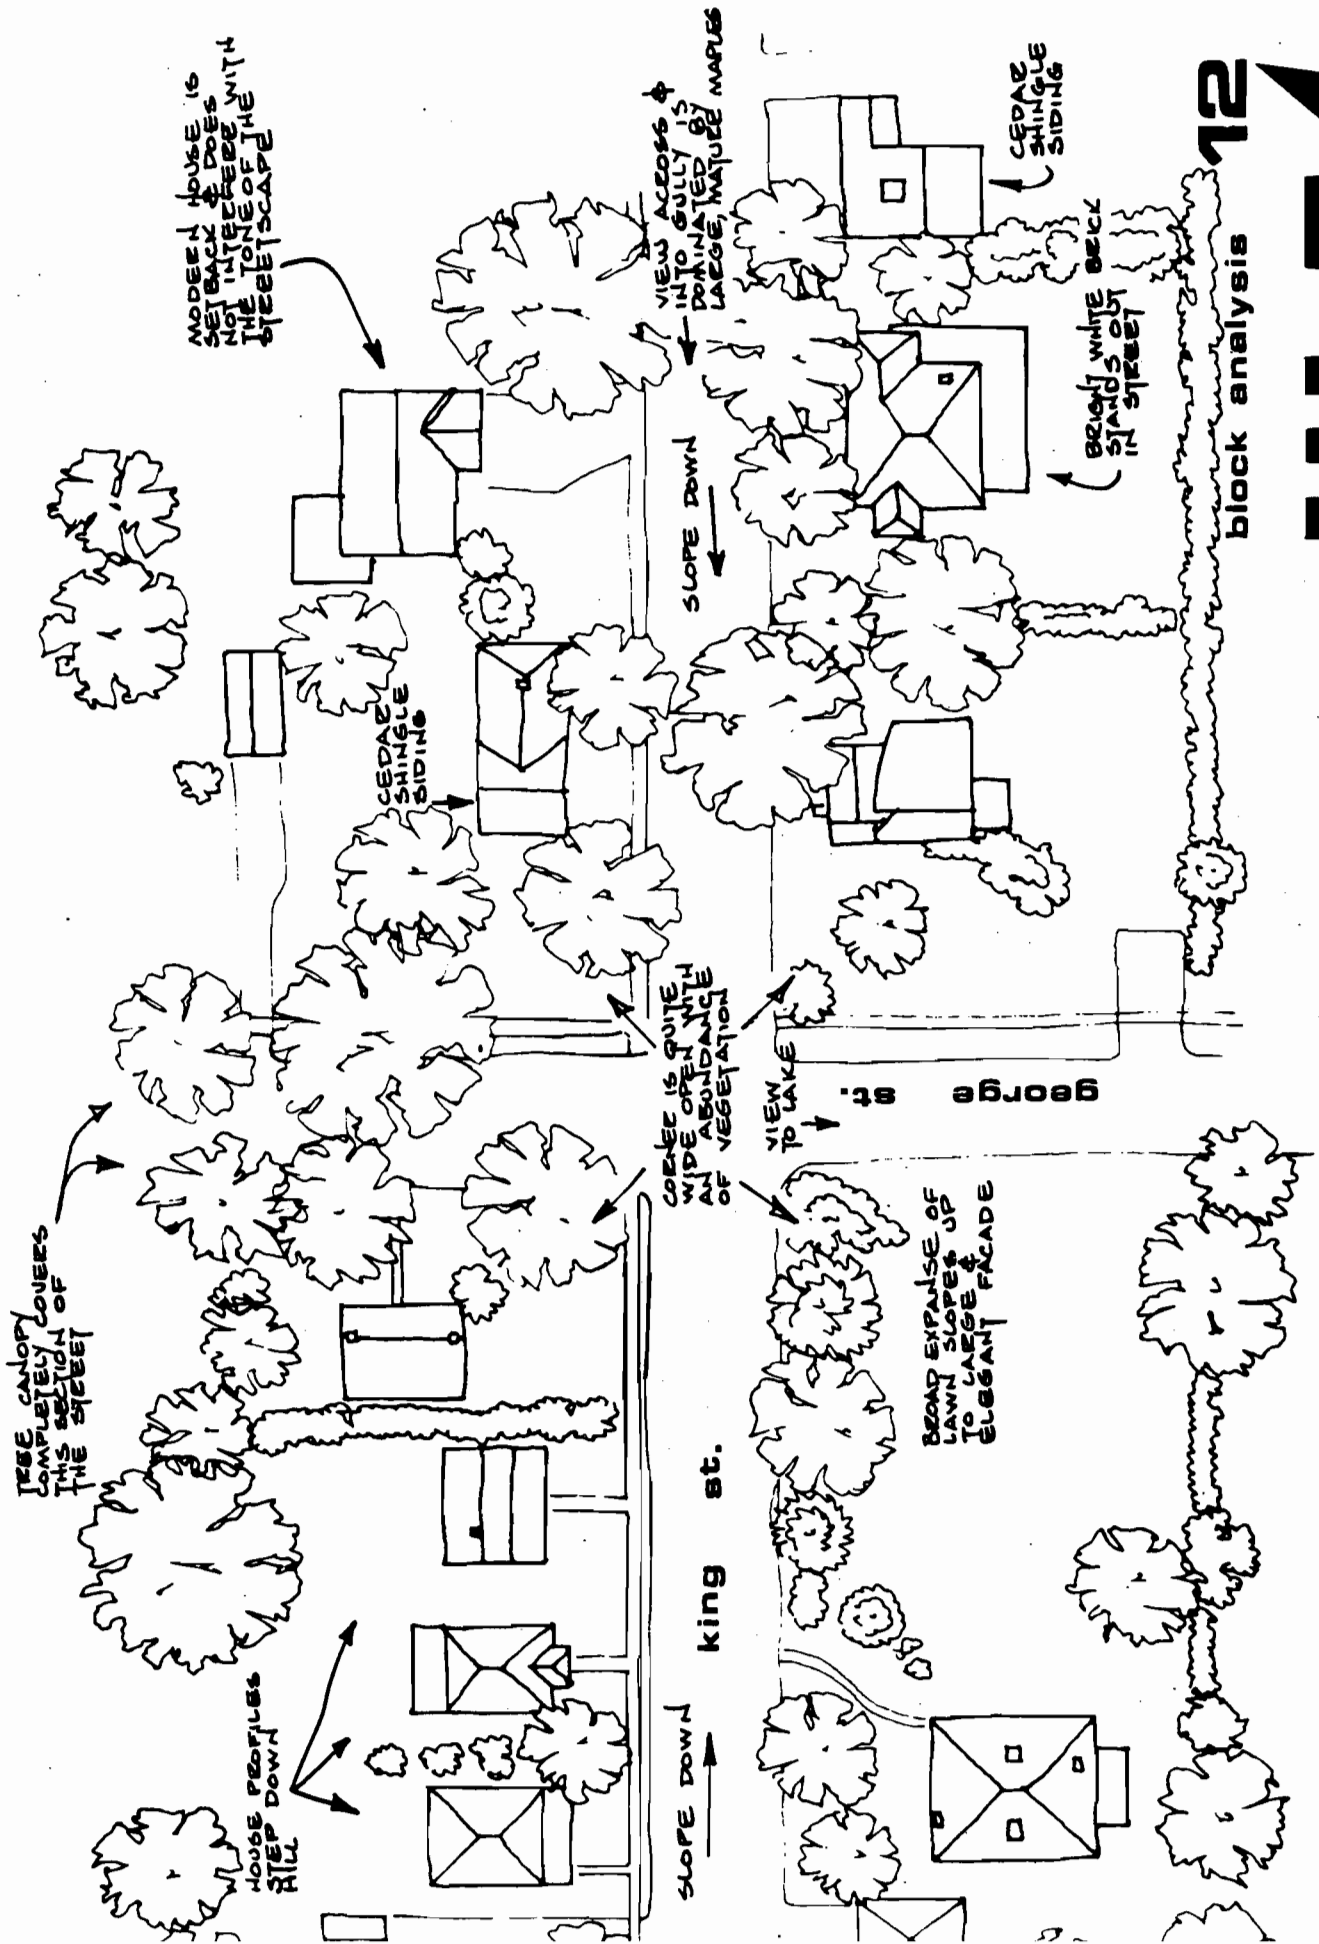 TREE CANOPY
COMPLETELY COVERS
THIS SECTION OF
THE STREET
MODERN HOUSE IS
SETBACK & DOES
NOT INTERFERE WITH
THE TONE OF THE
STREETSCAPE
HOUSE PROFILES
STEP DOWN
HILL
CEDAR
SHINGLE
SIDING
SLOPE DOWN
king st.
CORNER IS QUITE
WIDE OPEN WITH
AN ABUNDANCE
OF VEGETATION
SLOPE DOWN
VIEW ACROSS &
INTO GULLY IS
DOMINATED BY
LARGE, MATURE MAPLES
VIEW
TO LAKE
george st.
BROAD EXPANSE OF
LAWN SLOPES UP
TO LARGE &
ELEGANT FACADE
BRIGHT WHITE BRICK
STANDS OUT
IN STREET
CEDAR
SHINGLE
SIDING
block analysis 12